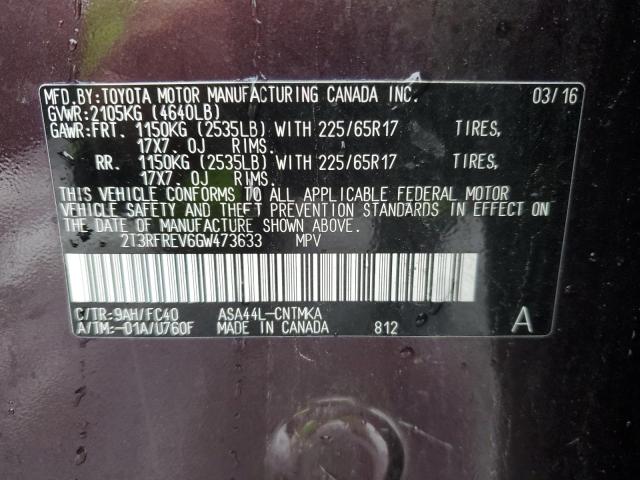 MFD.BY:TOYOTA MOTOR MANUFACTURING CANADA INC. 03/16
GVWR:2105KG (4640LB)
GAWR:FRT. 1150KG (2535LB) WITH 225/65R17 TIRES,
17X7.0J RIMS.
RR. 1150KG (2535LB) WITH 225/65R17 TIRES,
17X7.0J RIMS.
THIS VEHICLE CONFORMS TO ALL APPLICABLE FEDERAL MOTOR
VEHICLE SAFETY AND THEFT PREVENTION STANDARDS IN EFFECT ON
THE DATE OF MANUFACTURE SHOWN ABOVE.
2T3RFREV6GW473633 MPV
C/TR:9AH/FC40 ASA44L-CNTMKA
A/TM:-01A/U760F MADE IN CANADA 812 A